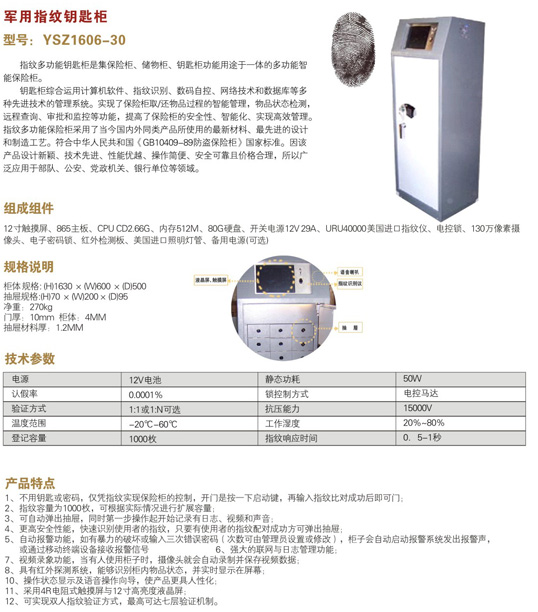 军用指纹钥匙柜
型号：YSZ1606-30
指纹多功能钥匙柜是集保险柜、储物柜、钥匙柜功能用途于一体的多功能智
能保险柜。
钥匙柜综合运用计算机软件、指纹识别、数码自控、网络技术和数据库等多
种先进技术的管理系统。实现了保险柜取/还物品过程的智能管理，物品状态检测，
远程查询、审批和监控等功能，提高了保险柜的安全性、智能化、实现高效管理。
指纹多功能保险柜采用了当今国内外同类产品所使用的最新材料、最先进的设计
和制造工艺。符合中华人民共和国《GB10409-89防盗保险柜》国家标准。因该
产品设计新颖、技术先进、性能优越、操作简便、安全可靠且价格合理，所以广
泛应用于部队、公安、党政机关、银行单位等领域。
组成组件
12寸触摸屏、865主板、CPU CD2.66G、内存512M、80G硬盘、开关电源12V 29A、URU40000美国进口指纹仪、电控锁、130万像素摄
像头、电子密码锁、红外检测板、美国进口照明灯管、备用电源(可选)
规格说明
柜体规格: (H)1630 × (W)600 × (D)500
抽屉规格:(H)70 × (W)200 × (D)95
净重：270kg
门厚：10mm 柜体：4MM
抽屉材料厚：1.2MM
液晶屏、触摸屏
语音喇叭
指纹识别仪
抽 屉
技术参数
电源 12V电池 静态功耗 50W
认假率 0.0001% 锁控制方式 电控马达
验证方式 1:1或1:N可选 抗压能力 15000V
温度范围 -20℃-60℃ 工作湿度 20%-80%
登记容量 1000枚 指纹响应时间 0．5-1秒
产品特点
1、不用钥匙或密码，仅凭指纹实现保险柜的控制，开门是按一下启动键，再输入指纹比对成功后即可门；
2、指纹容量为1000枚，可根据实际情况进行扩展容量；
3、可自动弹出抽屉，同时第一步操作起开始记录有日志、视频和声音；
4、更高安全性能，快速识别使用者的指纹，只要有使用者的指纹配对成功方可弹出抽屉；
5、自动报警功能，如有暴力的破坏或输入三次错误密码（次数可由管理员设置或修改），柜子会自动启动报警系统发出报警声，
或通过移动终端设备接收报警信号 6、强大的联网与日志管理功能；
7、视频录象功能，当有人使用柜子时，摄像头就会自动录制并保存视频数据；
8、具有红外探测系统，能够识别柜内物品状态，并实时显示在屏幕；
10、操作状态显示及语音操作向导，使产品更具人性化；
11、采用4R电阻式触摸屏与12寸高亮度液晶屏；
12、可实现双人指纹验证方式，最高可达七层验证机制。